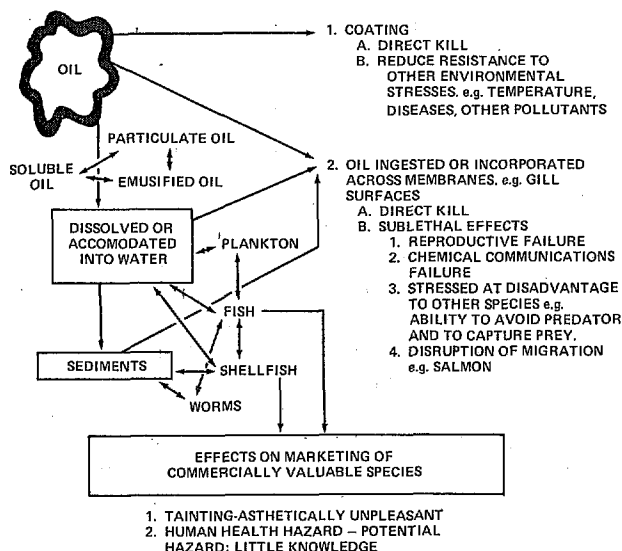 OIL
1. COATING
A. DIRECT KILL
B. REDUCE RESISTANCE TO
OTHER ENVIRONMENTAL
STRESSES. e.g. TEMPERATURE,
DISEASES, OTHER POLLUTANTS
PARTICULATE OIL
SOLUBLE
OIL
EMUSIFIED OIL
2. OIL INGESTED OR INCORPORATED
ACROSS MEMBRANES. e.g. GILL
SURFACES
A. DIRECT KILL
B. SUBLETHAL EFFECTS
1. REPRODUCTIVE FAILURE
2. CHEMICAL COMMUNICATIONS
FAILURE
3. STRESSED AT DISADVANTAGE
TO OTHER SPECIES e.g.
ABILITY TO AVOID PREDATOR
AND TO CAPTURE PREY.
4. DISRUPTION OF MIGRATION
e.g. SALMON
DISSOLVED OR
ACCOMODATED
INTO WATER
PLANKTON
FISH
SEDIMENTS
SHELLFISH
WORMS
EFFECTS ON MARKETING OF
COMMERCIALLY VALUABLE SPECIES
1. TAINTING-ASTHETICALLY UNPLEASANT
2. HUMAN HEALTH HAZARD – POTENTIAL
HAZARD: LITTLE KNOWLEDGE